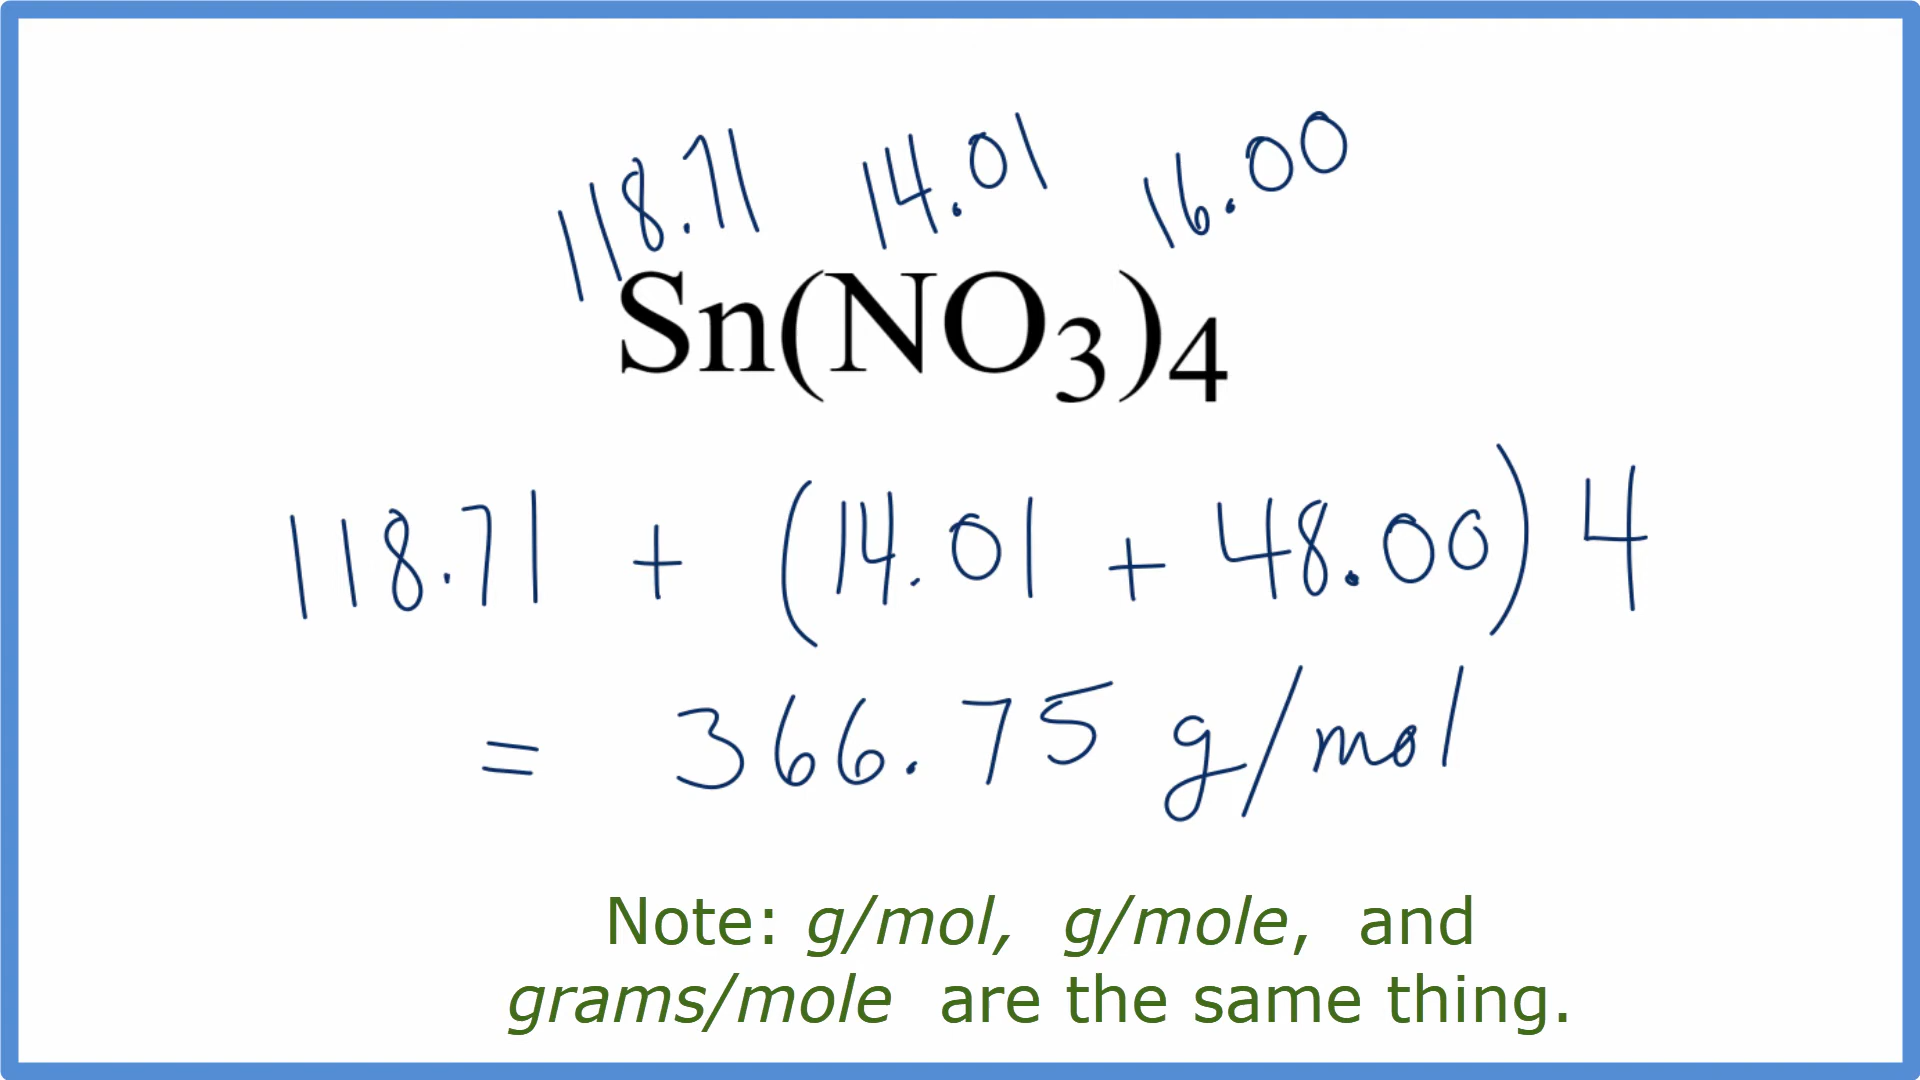 118.71 14.01 16.00
Sn(NO3)4
118.71 + (14.01 + 48.00) 4
= 366.75 g/mol
Note: g/mol, g/mole, and
grams/mole are the same thing.